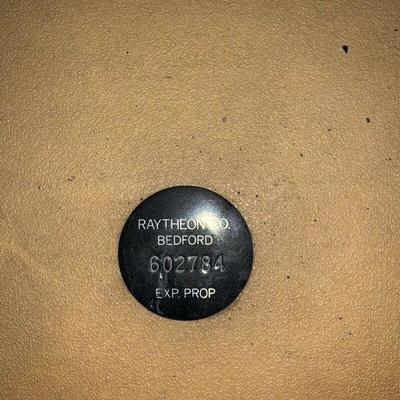 RAYTHEON CO.
BEDFORD
602784
EXP. PROP